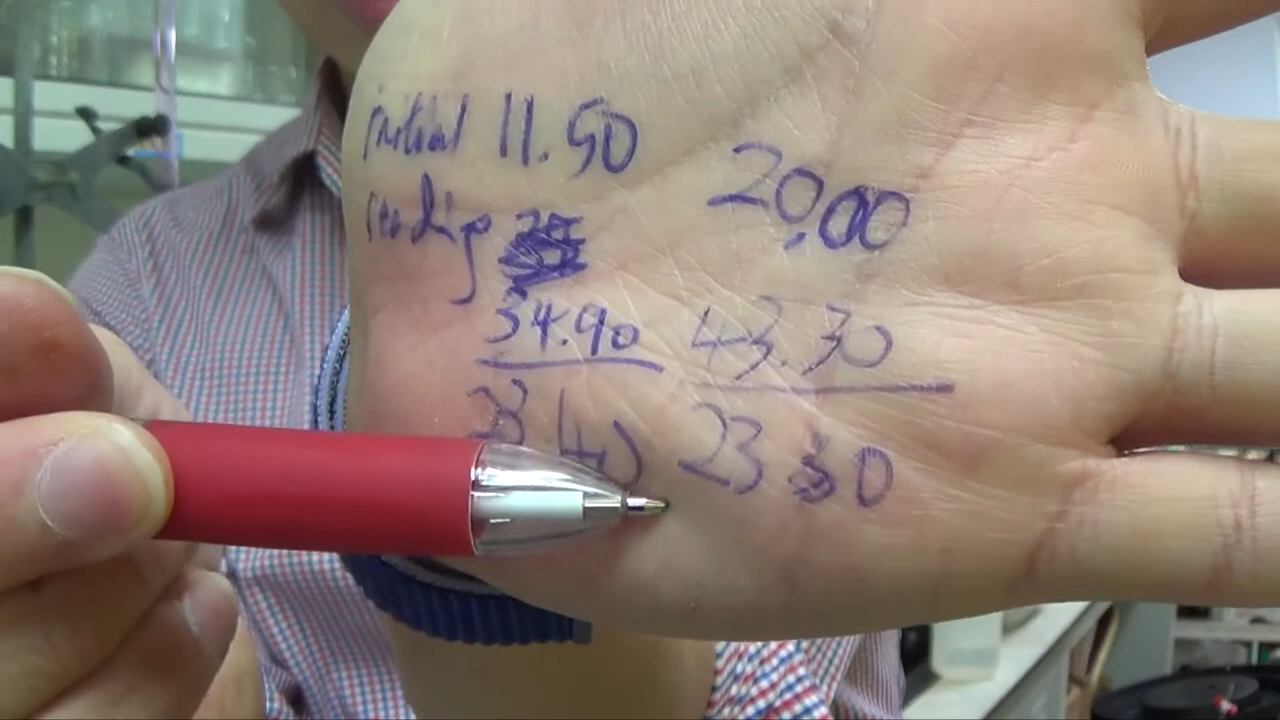 initial 11.50 20.00
reading
34.90 43.30
23 40 23 30